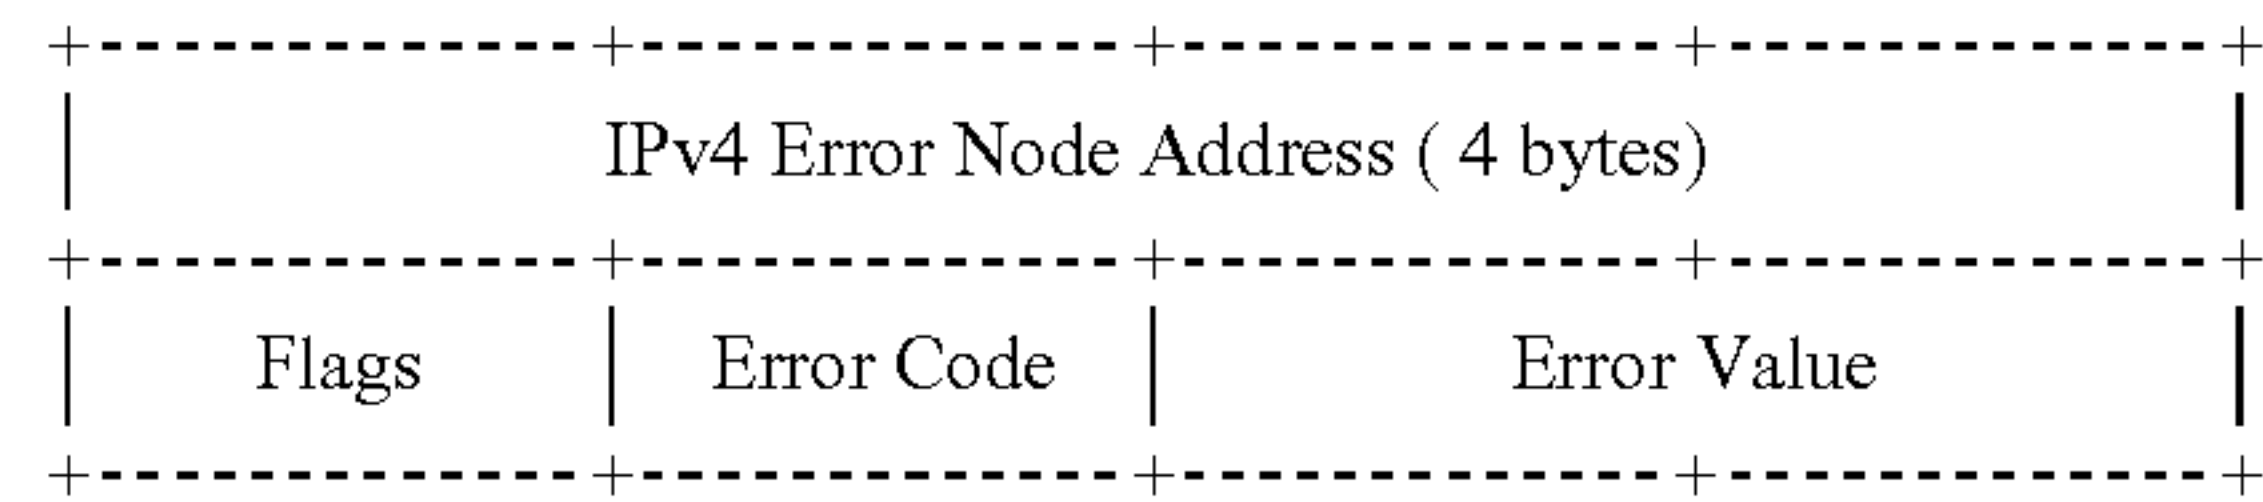 IPv4 Error Node Address ( 4 bytes)
Flags Error Code Error Value